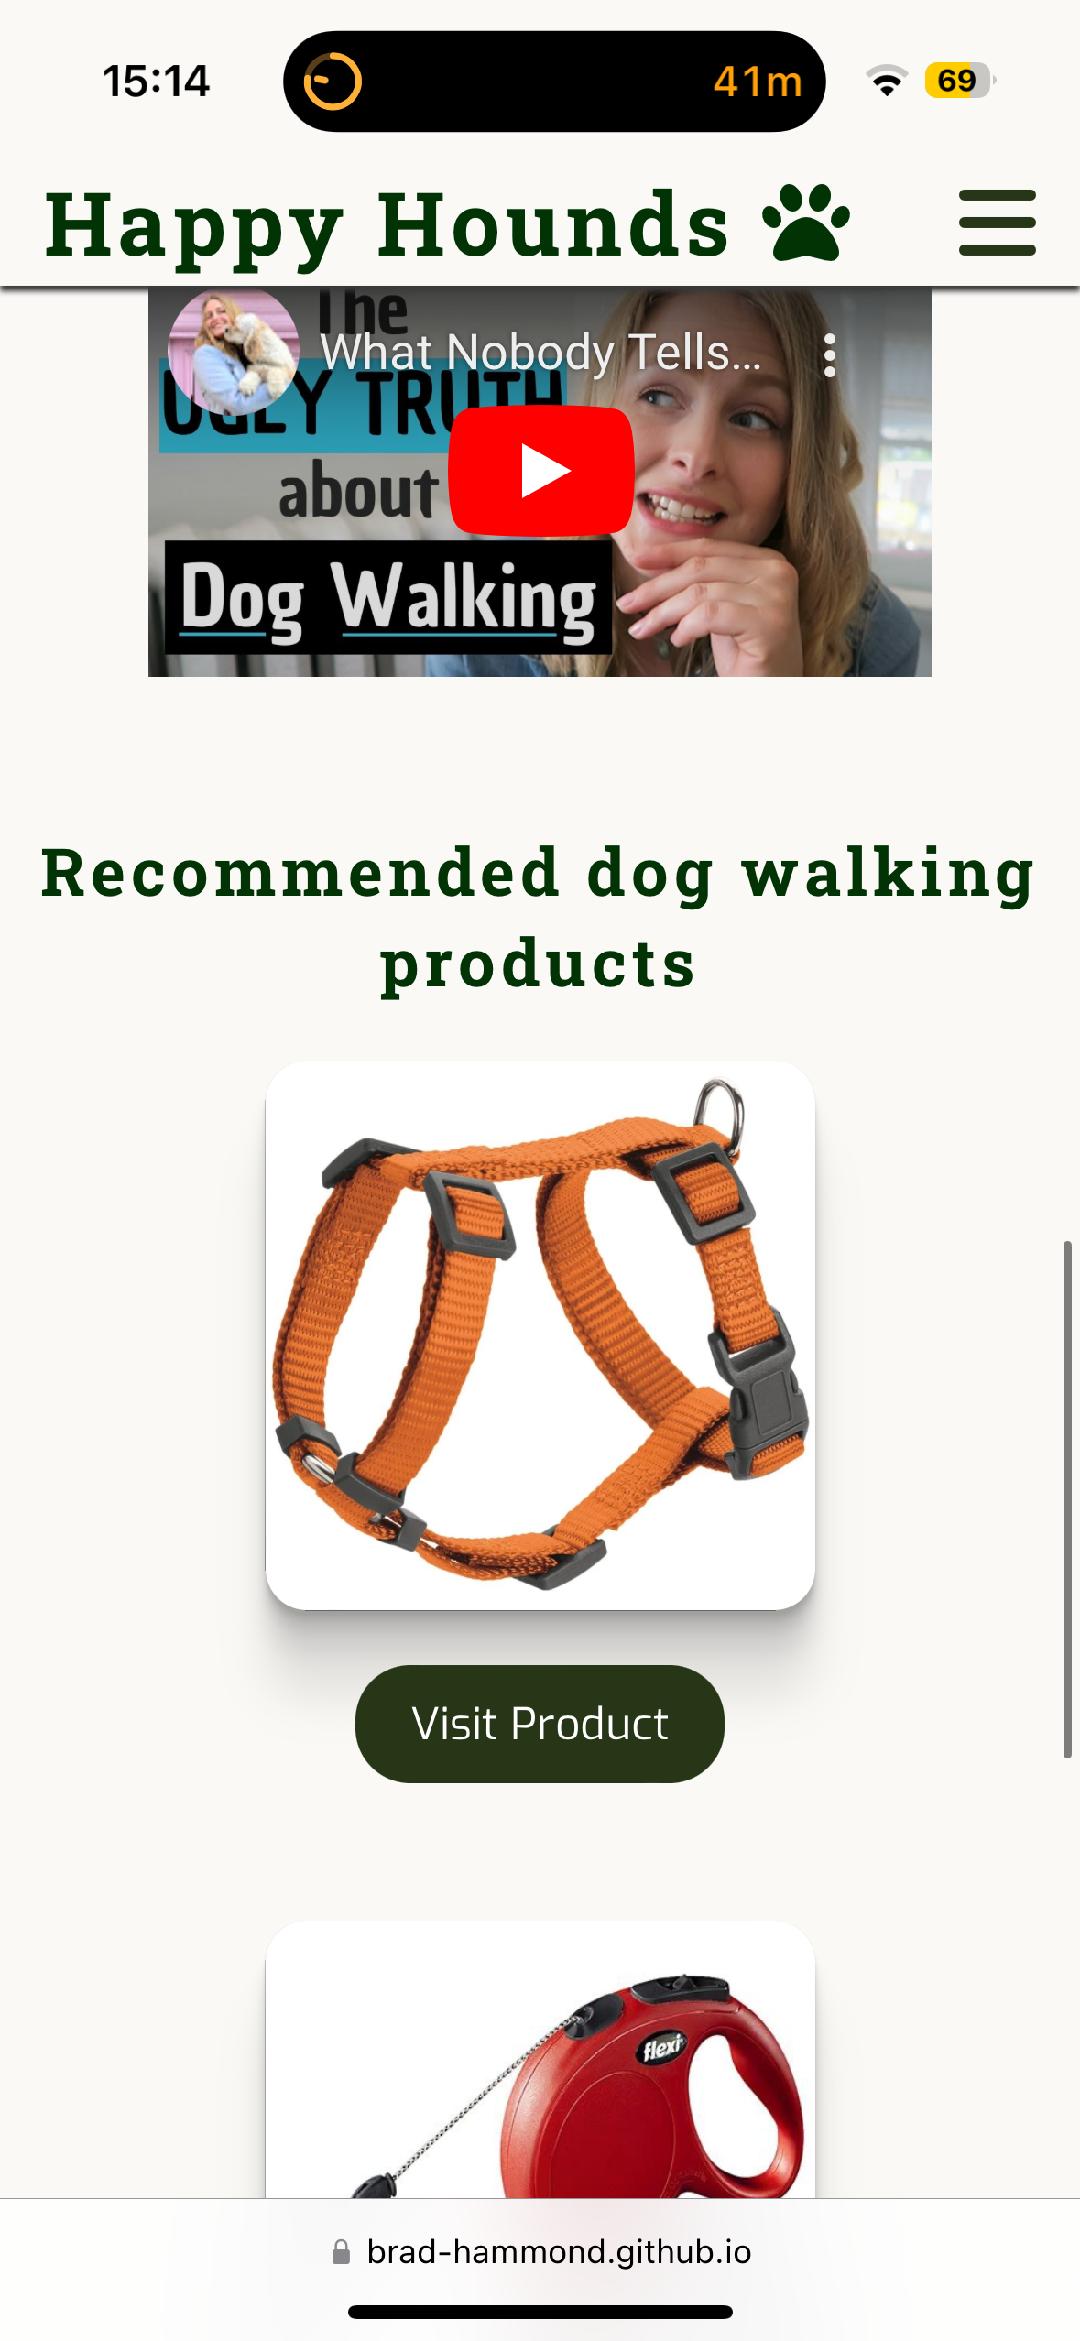 15:14
41m
69
Happy Hounds
The
What Nobody Tells...
UGLY TRUTH
about
Dog Walking
Recommended dog walking
products
Visit Product
flexi
brad-hammond.github.io